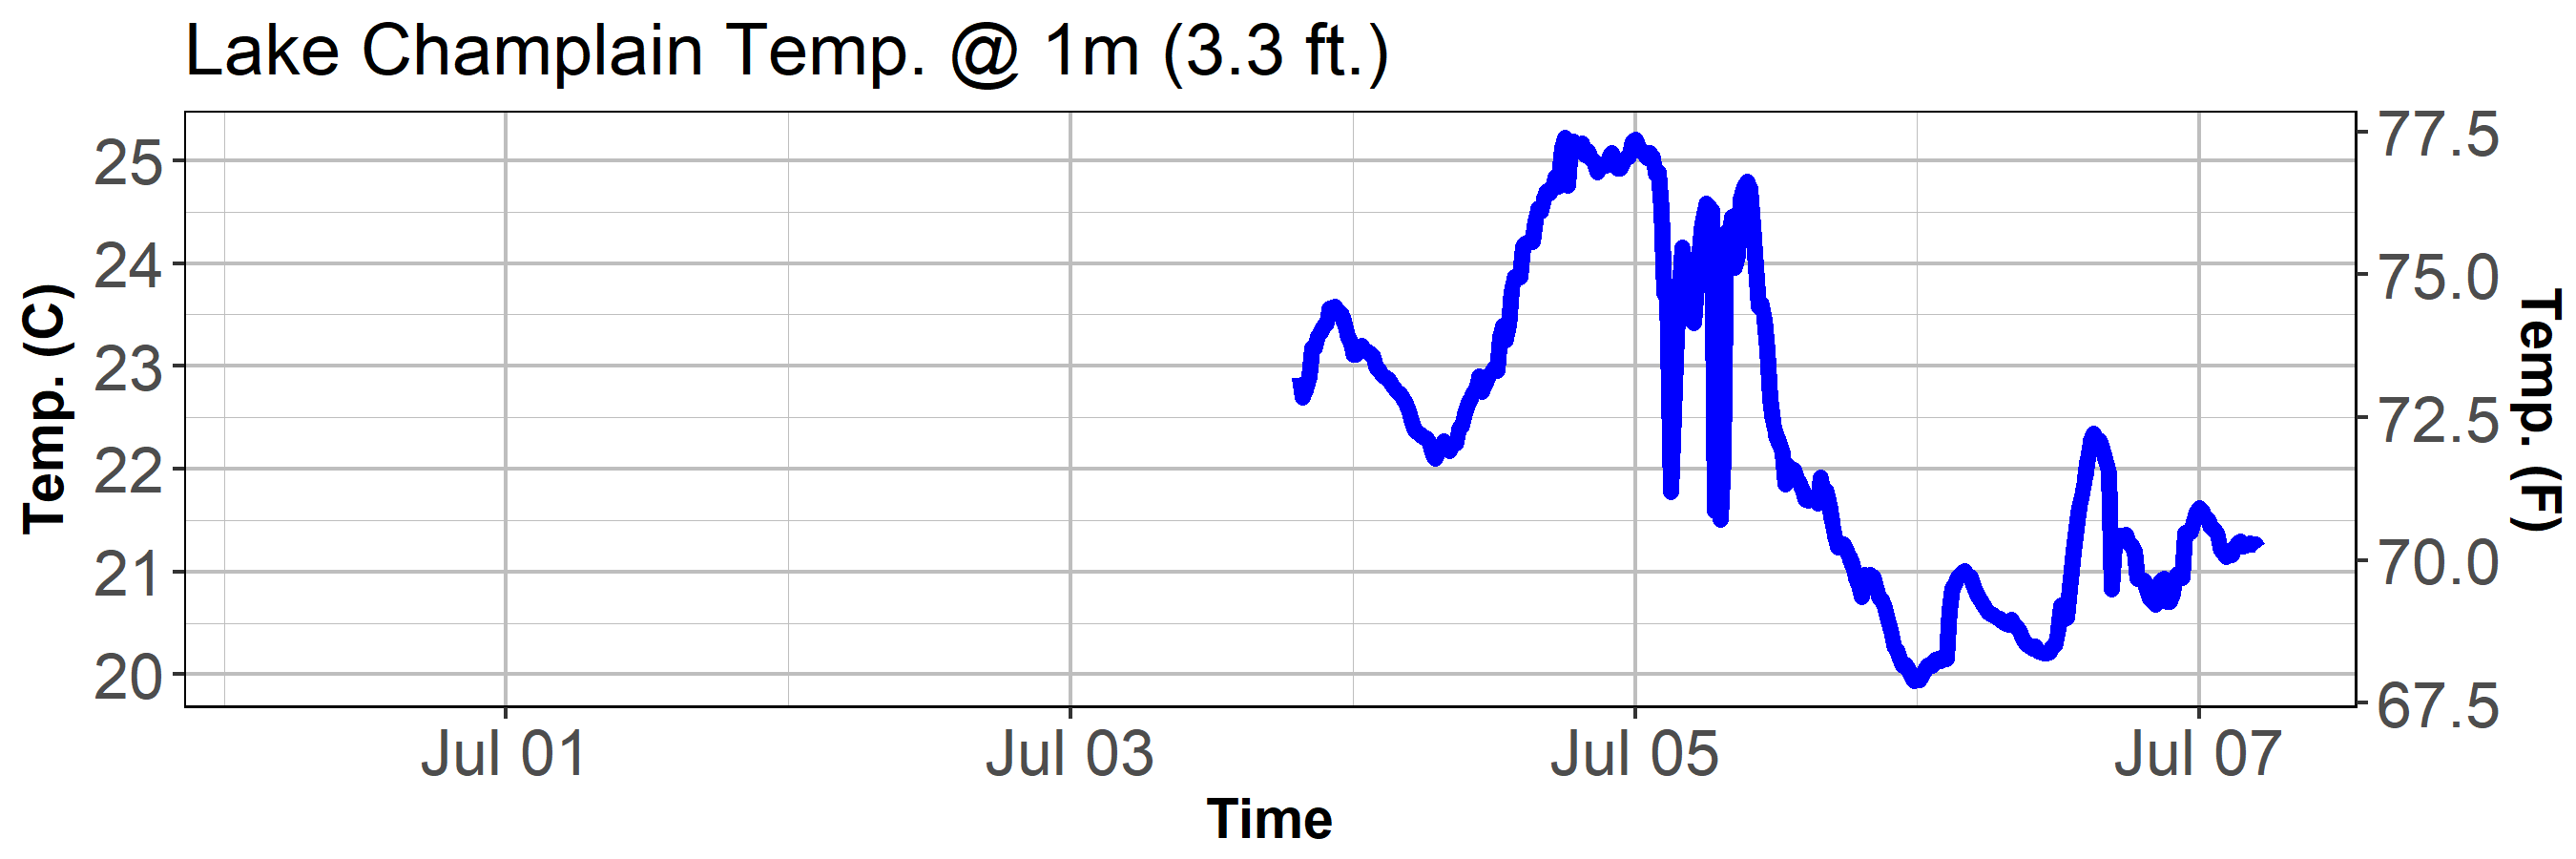 Lake Champlain Temp. @ 1m (3.3 ft.)
Temp. (C)
25
24
23
22
21
20
77.5
75.0
72.5
70.0
67.5
Temp. (F)
Jul 01 Jul 03 Jul 05 Jul 07
Time